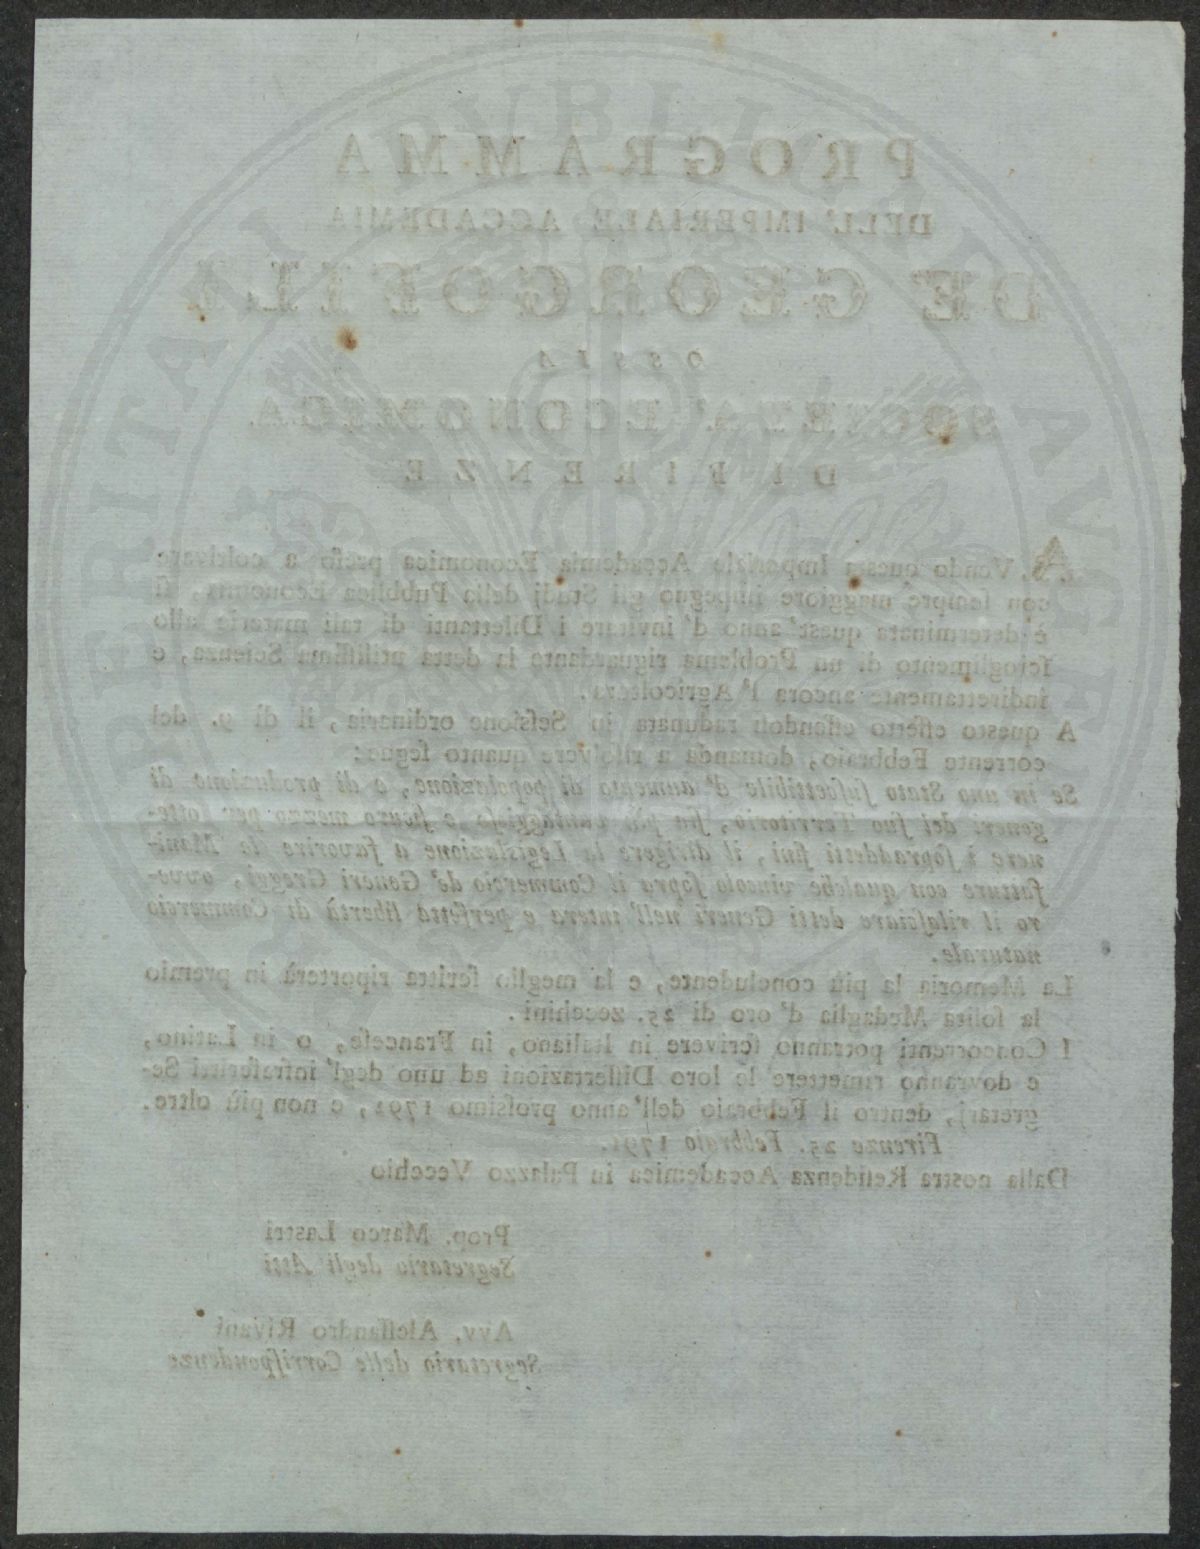 PROGRAMMA
DELL' IMPERIALE ACCADEMIA
DE' GEORGOFILI
OSSIA
SOCIETA' ECONOMICA
DI FIRENZE
AVendo questa Imperiale Accademia Economica preso a coltivare
con sempre maggiore impegno gli Studj della Pubblica Economia, si
è determinata quest'anno d'invitare i Dilettanti di tali materie allo
scioglimento di un Problema riguardante la detta utilissima Scienza, e
indirettamente ancora l'Agricoltura.
A questo effetto essendosi radunata in Sessione ordinaria, il dì 9. del
corrente Febbraio, domanda a risolvere quanto segue:
Se in uno Stato suscettibile d'aumento di popolazione, o di produzione di
generi del suo Territorio, sia più vantaggioso, e sicuro mezzo per otte-
nere i sopraddetti fini, il dirigere la Legislazione a favorire le Mani-
fatture con qualche vincolo sopra il Commercio de' Generi Greggi, ovve-
ro il rilasciare detti Generi nell'intera e perfetta libertà di Commercio
naturale.
La Memoria la più concludente, e la meglio scritta riporterà in premio
la solita Medaglia d'oro di 25. zecchini.
I Concorrenti potranno scrivere in Italiano, in Francese, o in Latino,
e dovranno rimettere le loro Dissertazioni ad uno degl'infrascritti Se-
gretarj, dentro il Febbraio dell'anno prossimo 1792, e non più oltre.
Firenze 25. Febbraio 1791.
Dalla nostra Residenza Accademica in Palazzo Vecchio
Prop. Marco Lastri
Segretario degli Atti
Avv. Alessandro Rivani
Segretario delle Corrispondenze
PVBLICAE
PROSPERITATI AVGENDAE